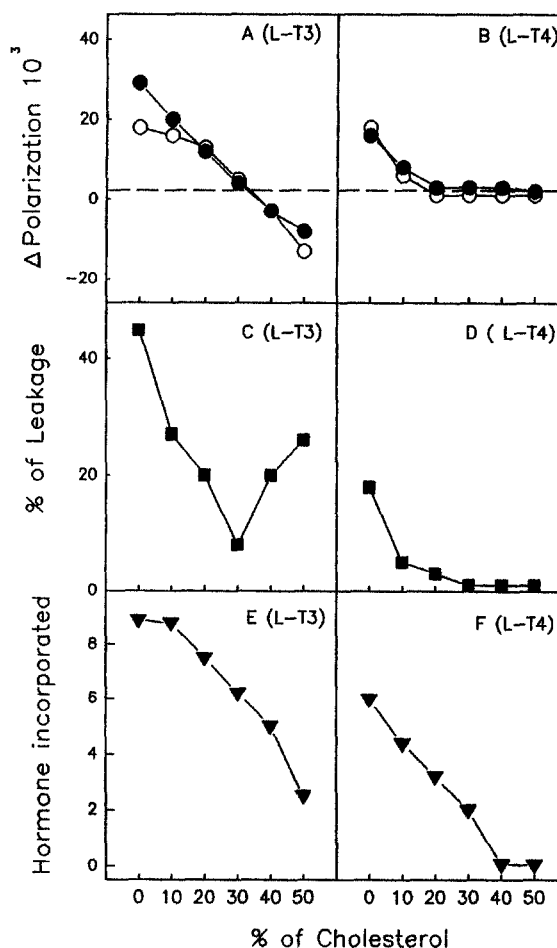 A (L-T3)
B (L-T4)
Δ Polarization 10³
40
20
0
-20
C (L-T3)
D ( L-T4)
% of Leakage
40
20
0
E (L-T3)
F (L-T4)
Hormone incorporated
8
6
4
2
0
0 10 20 30 40 50
0 10 20 30 40 50
% of Cholesterol